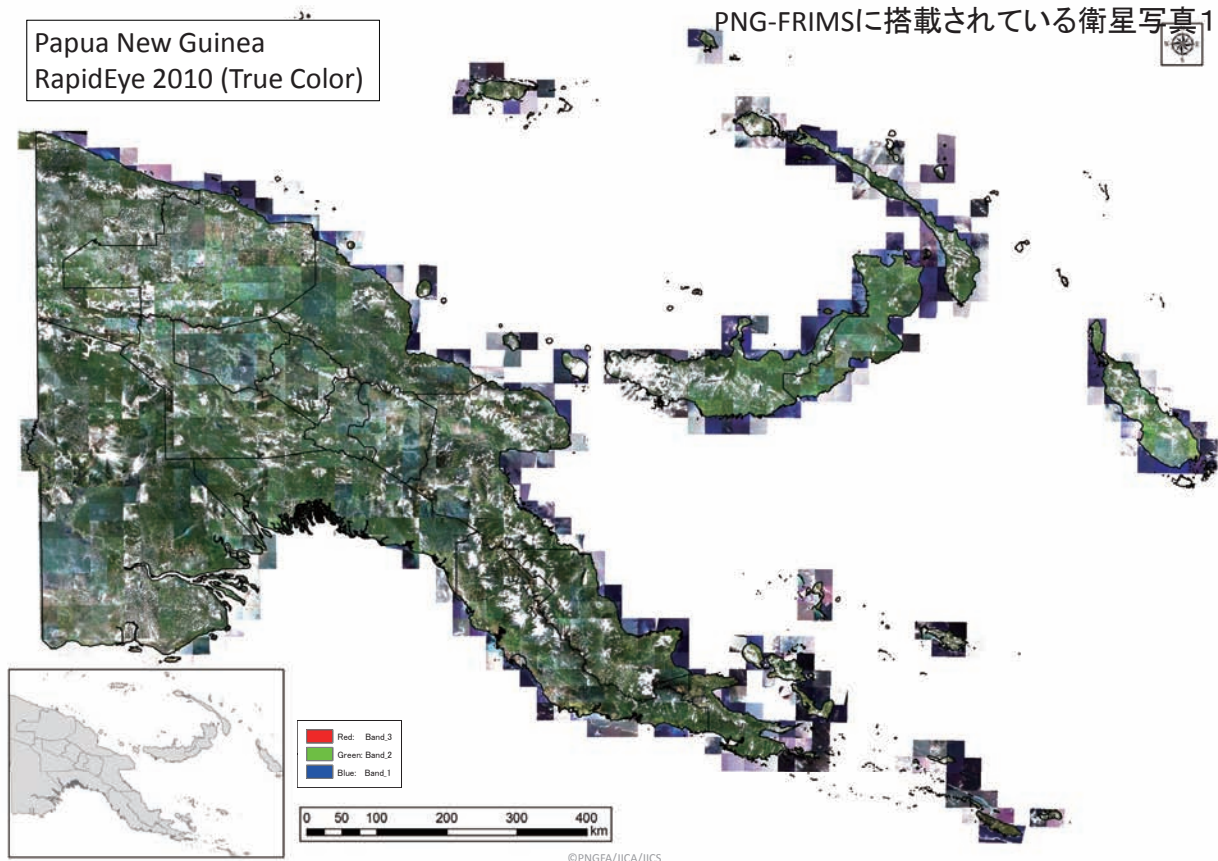 PNG-FRIMSに搭載されている衛星写真1
Papua New Guinea
RapidEye 2010 (True Color)
N
W
E
S
Red: Band_3
Green: Band_2
Blue: Band_1
0 50 100 200 300 400
km
©PNGFA/JICA/JICS